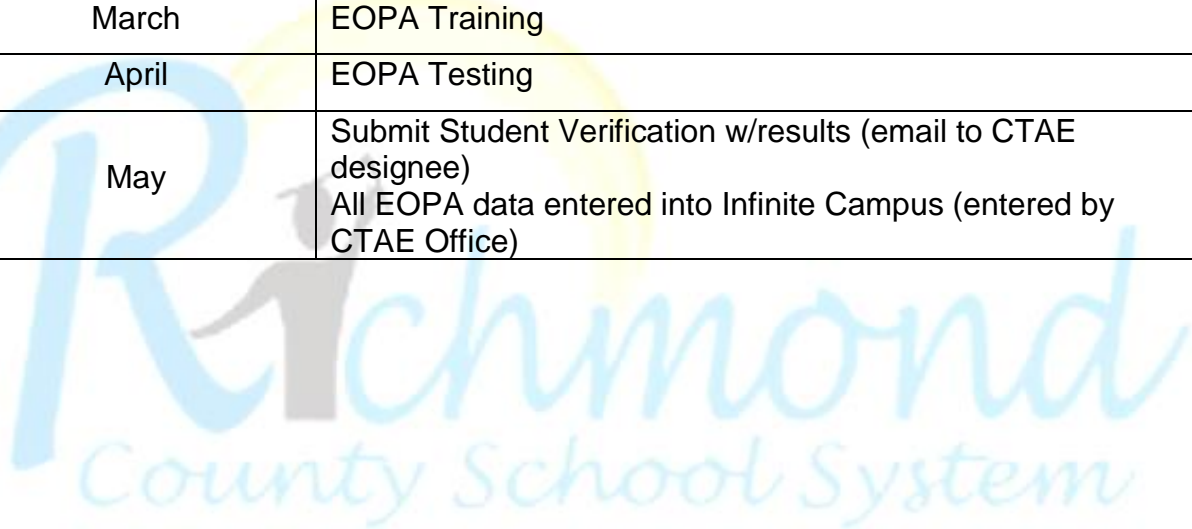 March
EOPA Training
April
EOPA Testing
May
Submit Student Verification w/results (email to CTAE
designee)
All EOPA data entered into Infinite Campus (entered by
CTAE Office)
Richmond
County School System